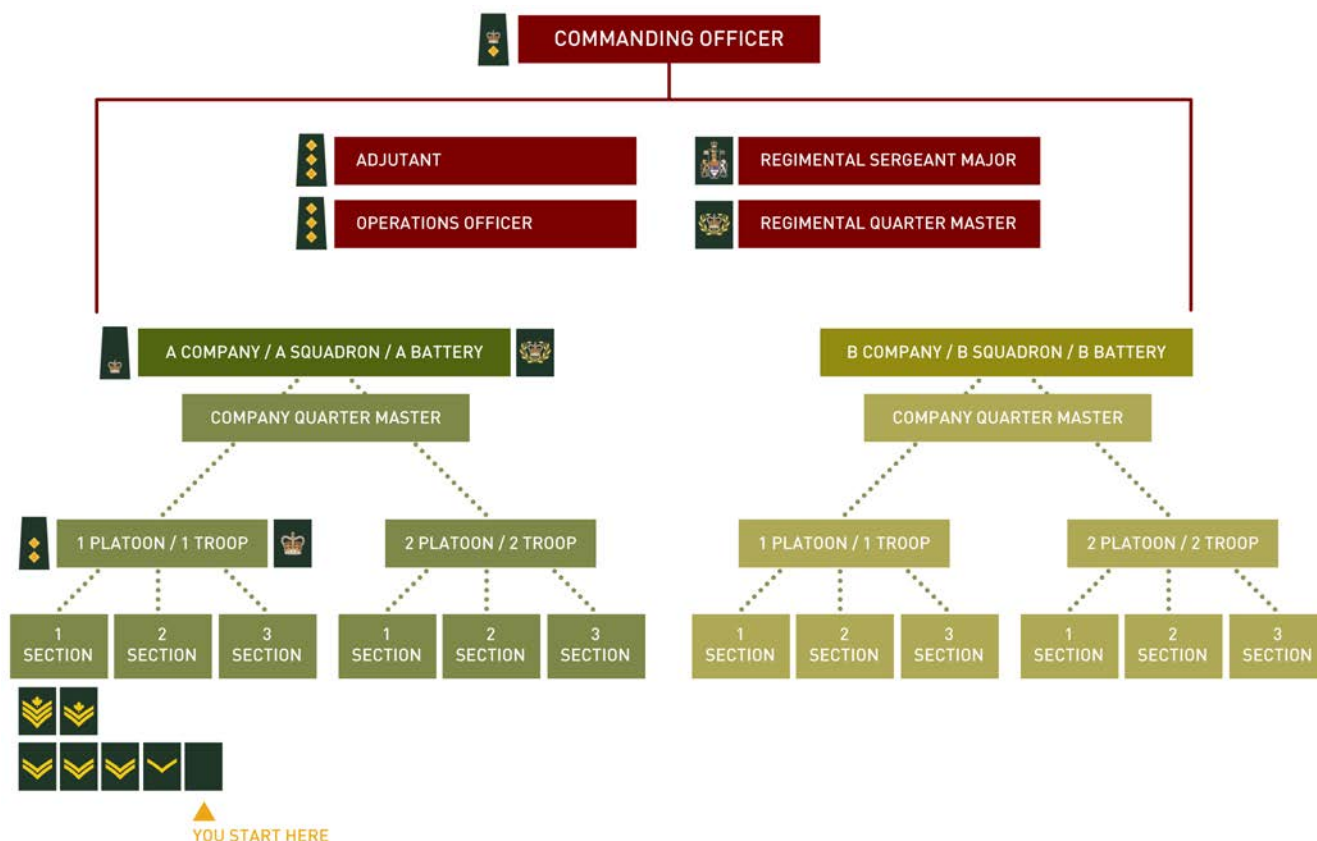 COMMANDING OFFICER
ADJUTANT
REGIMENTAL SERGEANT MAJOR
OPERATIONS OFFICER
REGIMENTAL QUARTER MASTER
A COMPANY / A SQUADRON / A BATTERY
B COMPANY / B SQUADRON / B BATTERY
COMPANY QUARTER MASTER
COMPANY QUARTER MASTER
1 PLATOON / 1 TROOP
2 PLATOON / 2 TROOP
1 PLATOON / 1 TROOP
2 PLATOON / 2 TROOP
1
SECTION
2
SECTION
3
SECTION
1
SECTION
2
SECTION
3
SECTION
1
SECTION
2
SECTION
3
SECTION
1
SECTION
2
SECTION
3
SECTION
YOU START HERE